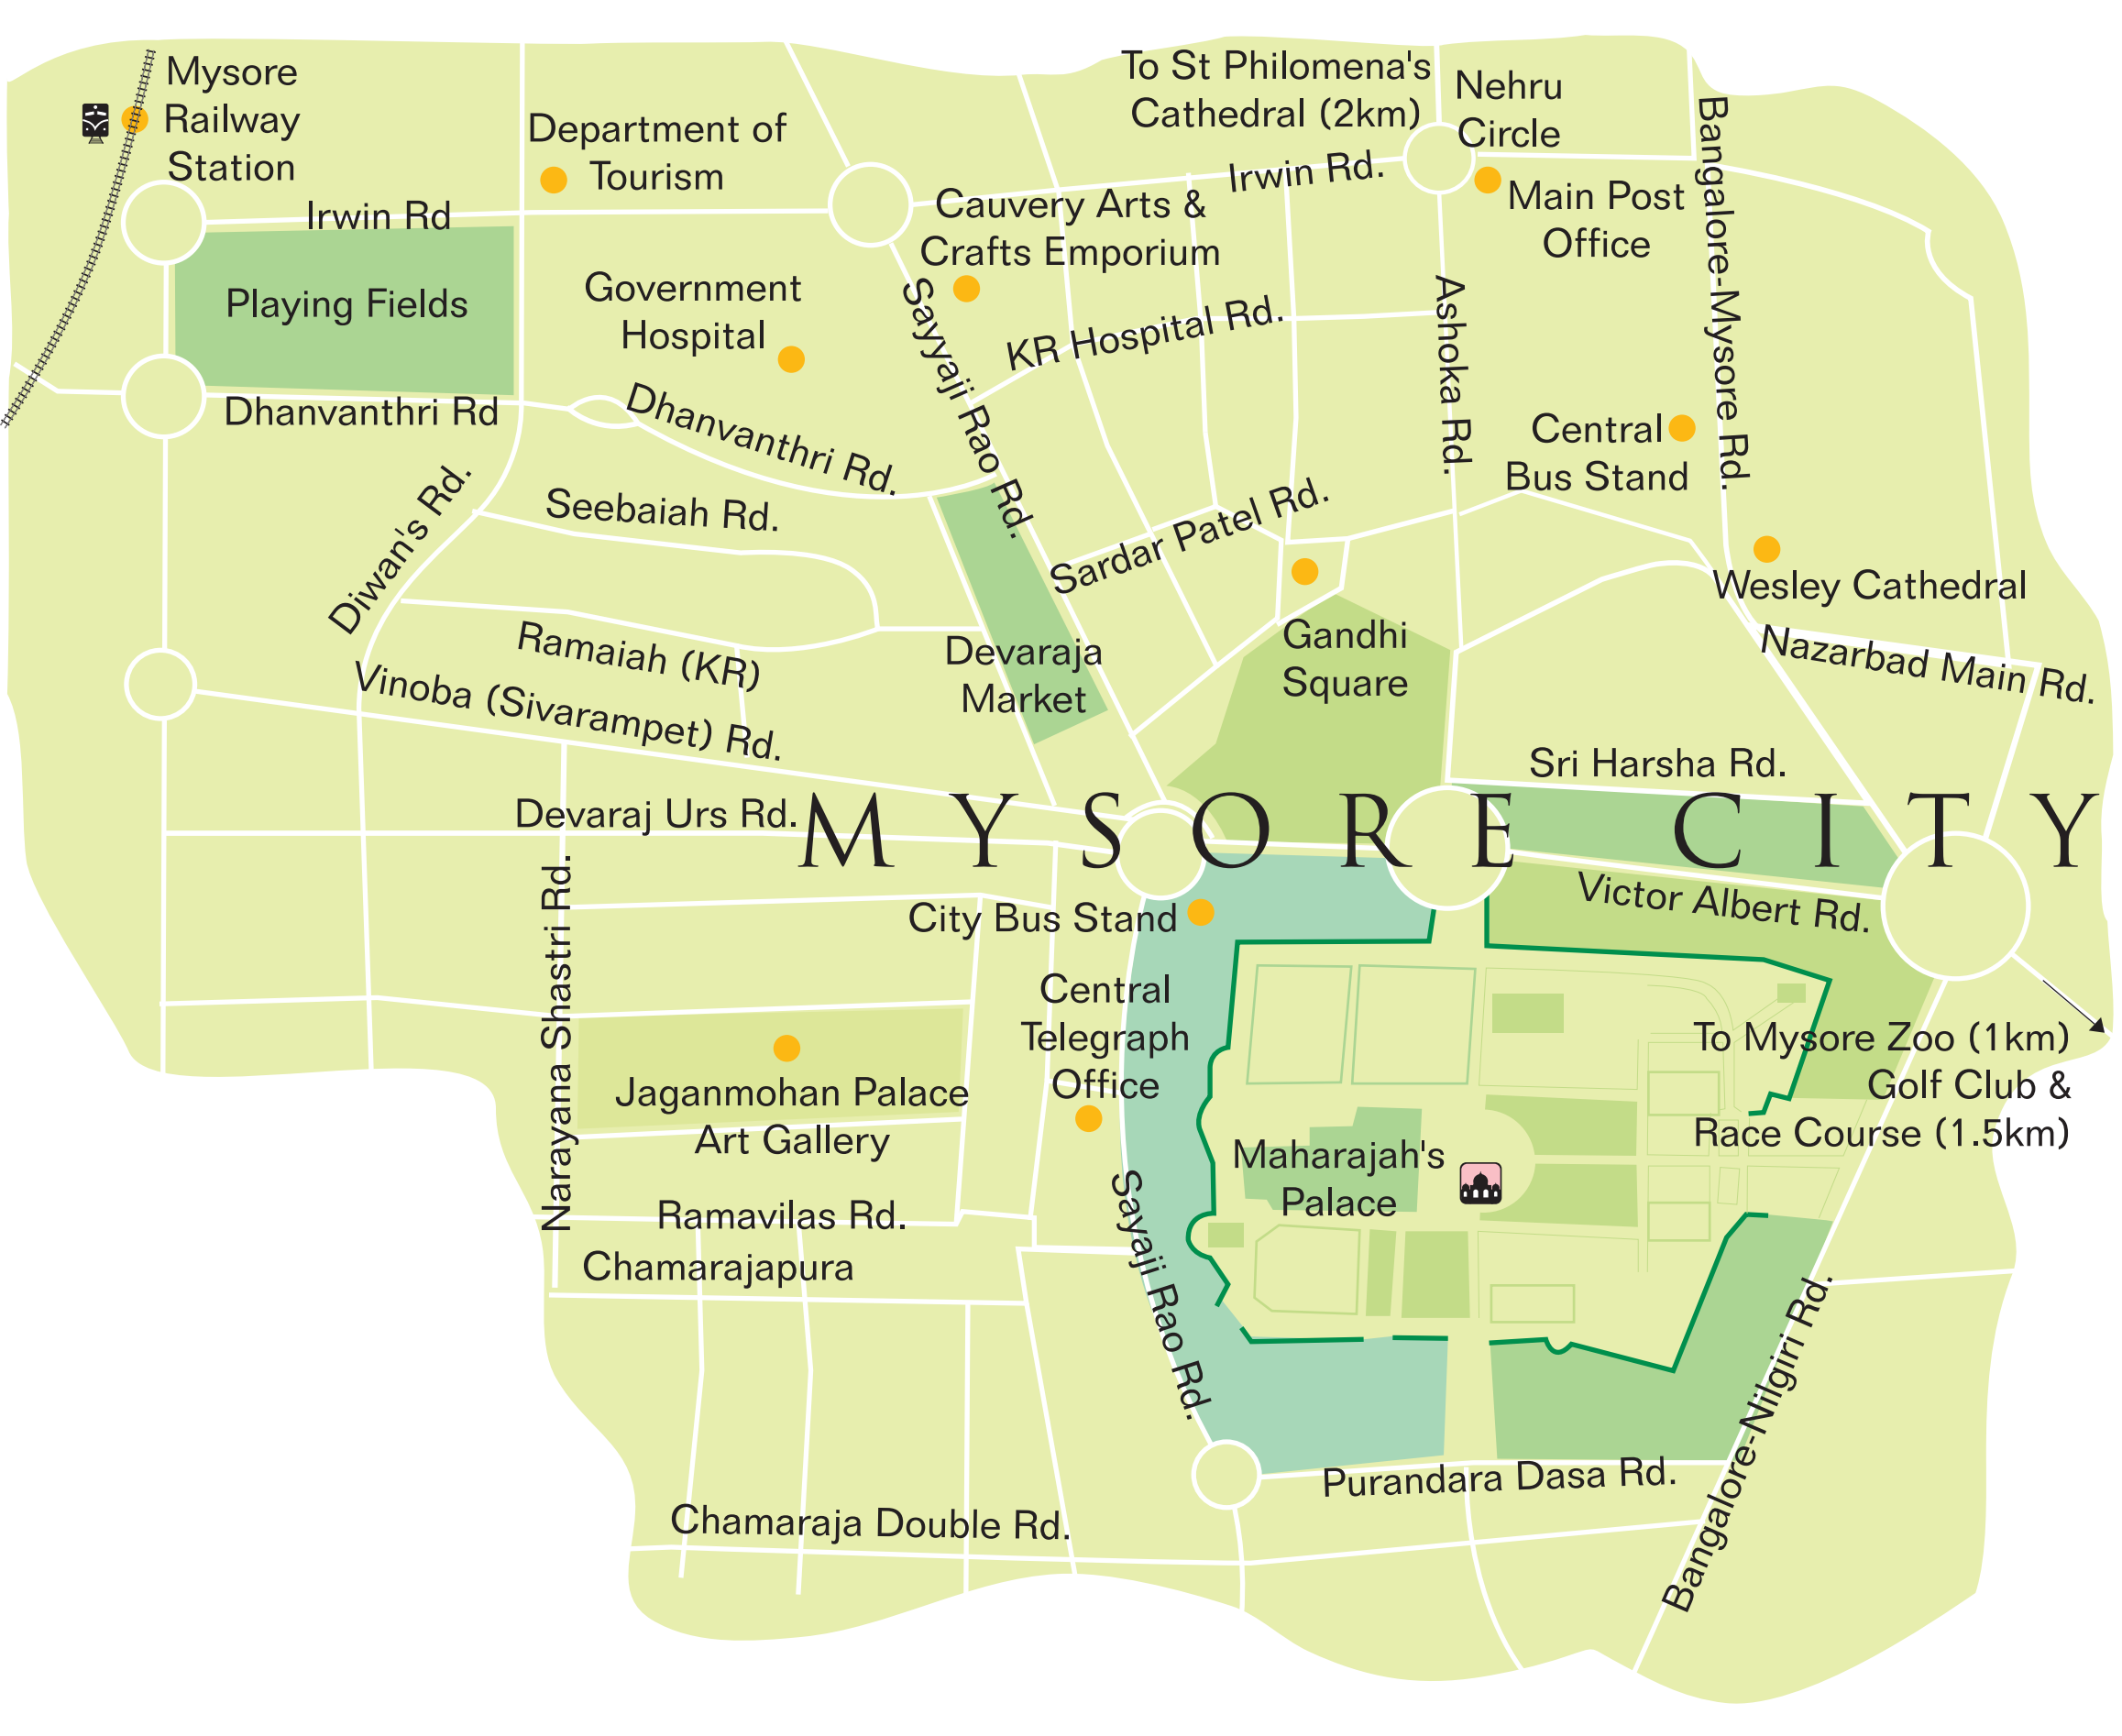 Mysore
Railway
Station
To St Philomena's
Cathedral (2km)
Nehru
Circle
Department of
Tourism
Irwin Rd.
Bangalore-Mysore Rd.
Main Post
Office
Cauvery Arts &
Crafts Emporium
Irwin Rd
Playing Fields
Government
Hospital
Sayyaji Rao Rd.
KR Hospital Rd.
Ashoka Rd.
Dhanvanthri Rd
Dhanvanthri Rd.
Central
Bus Stand
Diwan's Rd.
Seebaiah Rd.
Sardar Patel Rd.
Wesley Cathedral
Ramaiah (KR)
Devaraja
Market
Gandhi
Square
Nazarbad Main Rd.
Vinoba (Sivarampet) Rd.
Sri Harsha Rd.
Devaraj Urs Rd.
MYSORE CITY
Narayana Shastri Rd.
City Bus Stand
Victor Albert Rd.
Central
Telegraph
Office
To Mysore Zoo (1km)
Golf Club &
Race Course (1.5km)
Jaganmohan Palace
Art Gallery
Maharajah's
Palace
Sayaji Rao Rd.
Ramavilas Rd.
Chamarajapura
Bangalore-Nilgiri Rd.
Purandara Dasa Rd.
Chamaraja Double Rd.